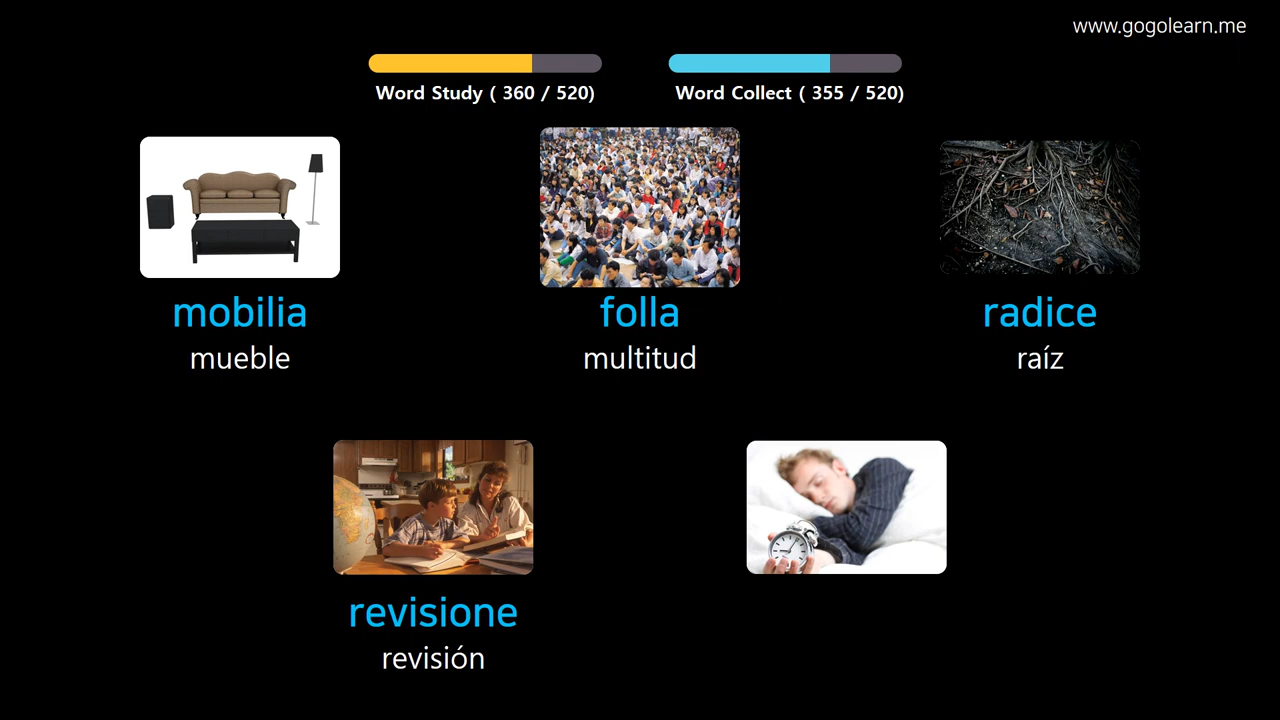 www.gogolearn.me
Word Study ( 360 / 520)
Word Collect ( 355 / 520)
mobilia
mueble
folla
multitud
radice
raíz
revisione
revisión